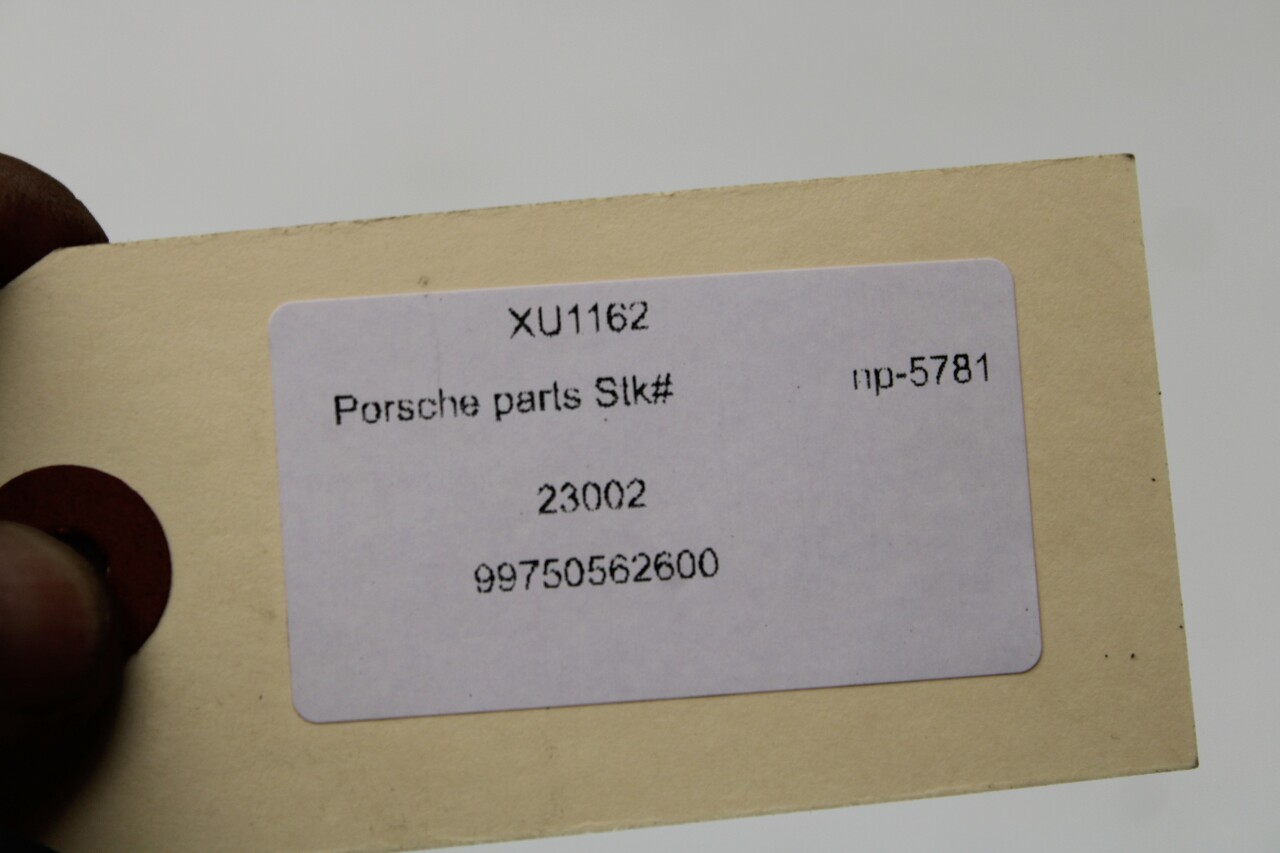 XU1162
Porsche parts Stk# np-5781
23002
99750562600